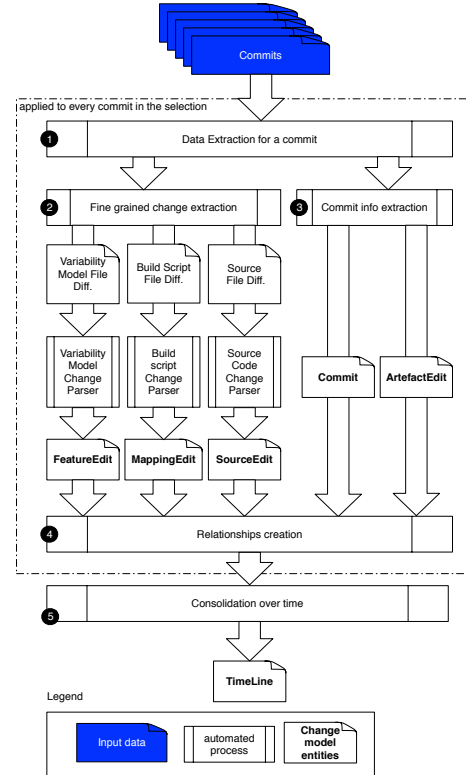 Commits
applied to every commit in the selection
1
Data Extraction for a commit
2
Fine grained change extraction
3
Commit info extraction
Variability
Model File
Diff.
Build Script
File Diff.
Source
File Diff.
Variability
Model
Change
Parser
Build
script
Change
Parser
Source
Code
Change
Parser
Commit
ArtefactEdit
FeatureEdit
MappingEdit
SourceEdit
4
Relationships creation
5
Consolidation over time
TimeLine
Legend
Input data
automated
process
Change
model
entities